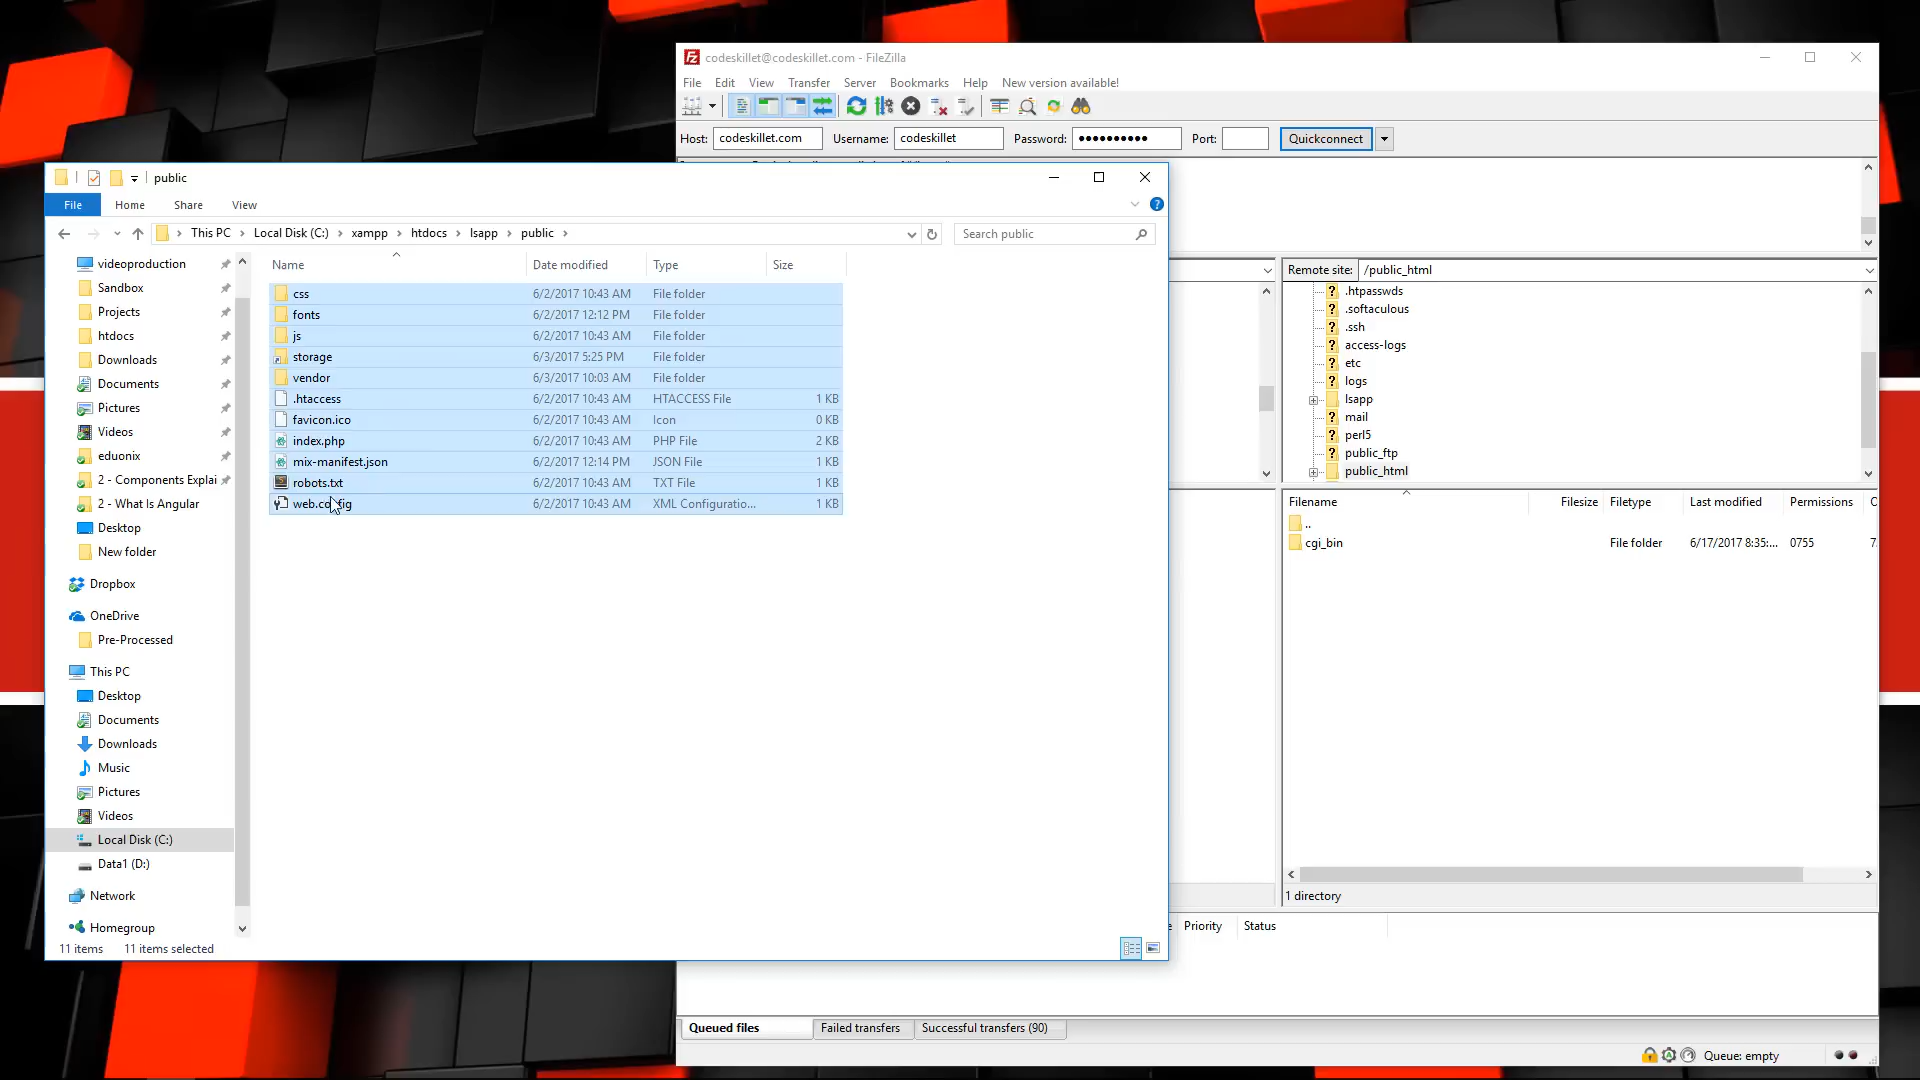 codeskillet@codeskillet.com - FileZilla
File Edit View Transfer Server Bookmarks Help New version available!
Host: codeskillet.com Username: codeskillet Password: ●●●●●●●●●● Port: Quickconnect
public
File Home Share View
This PC > Local Disk (C:) > xampp > htdocs > lsapp > public >
Search public
videoproduction
Sandbox
Projects
htdocs
Downloads
Documents
Pictures
Videos
eduonix
2 - Components Explai
2 - What Is Angular
Desktop
New folder
Dropbox
OneDrive
Pre-Processed
This PC
Desktop
Documents
Downloads
Music
Pictures
Videos
Local Disk (C:)
Data1 (D:)
Network
Homegroup
Name Date modified Type Size
css 6/2/2017 10:43 AM File folder
fonts 6/2/2017 12:12 PM File folder
js 6/2/2017 10:43 AM File folder
storage 6/3/2017 5:25 PM File folder
vendor 6/3/2017 10:03 AM File folder
.htaccess 6/2/2017 10:43 AM HTACCESS File 1 KB
favicon.ico 6/2/2017 10:43 AM Icon 0 KB
index.php 6/2/2017 10:43 AM PHP File 2 KB
mix-manifest.json 6/2/2017 12:14 PM JSON File 1 KB
robots.txt 6/2/2017 10:43 AM TXT File 1 KB
web.config 6/2/2017 10:43 AM XML Configuratio... 1 KB
11 items 11 items selected
Remote site: /public_html
.htpasswds
.softaculous
.ssh
access-logs
etc
logs
lsapp
mail
perl5
public_ftp
public_html
Filename Filesize Filetype Last modified Permissions
..
cgi_bin File folder 6/17/2017 8:35:... 0755
1 directory
Priority Status
Queued files Failed transfers Successful transfers (90)
Queue: empty